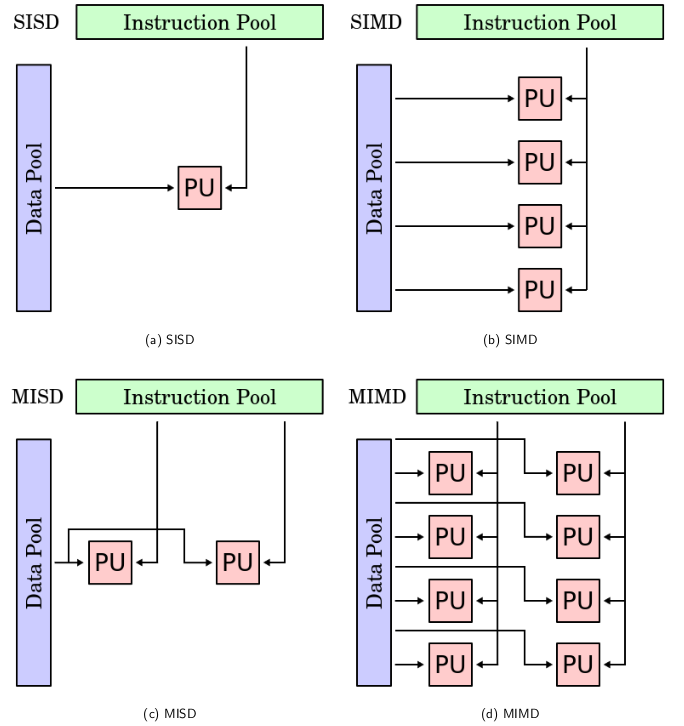 SISD
Instruction Pool
Data Pool
PU
(a) SISD
SIMD
Instruction Pool
Data Pool
PU
PU
PU
PU
(b) SIMD
MISD
Instruction Pool
Data Pool
PU PU
(c) MISD
MIMD
Instruction Pool
Data Pool
PU PU
PU PU
PU PU
PU PU
(d) MIMD